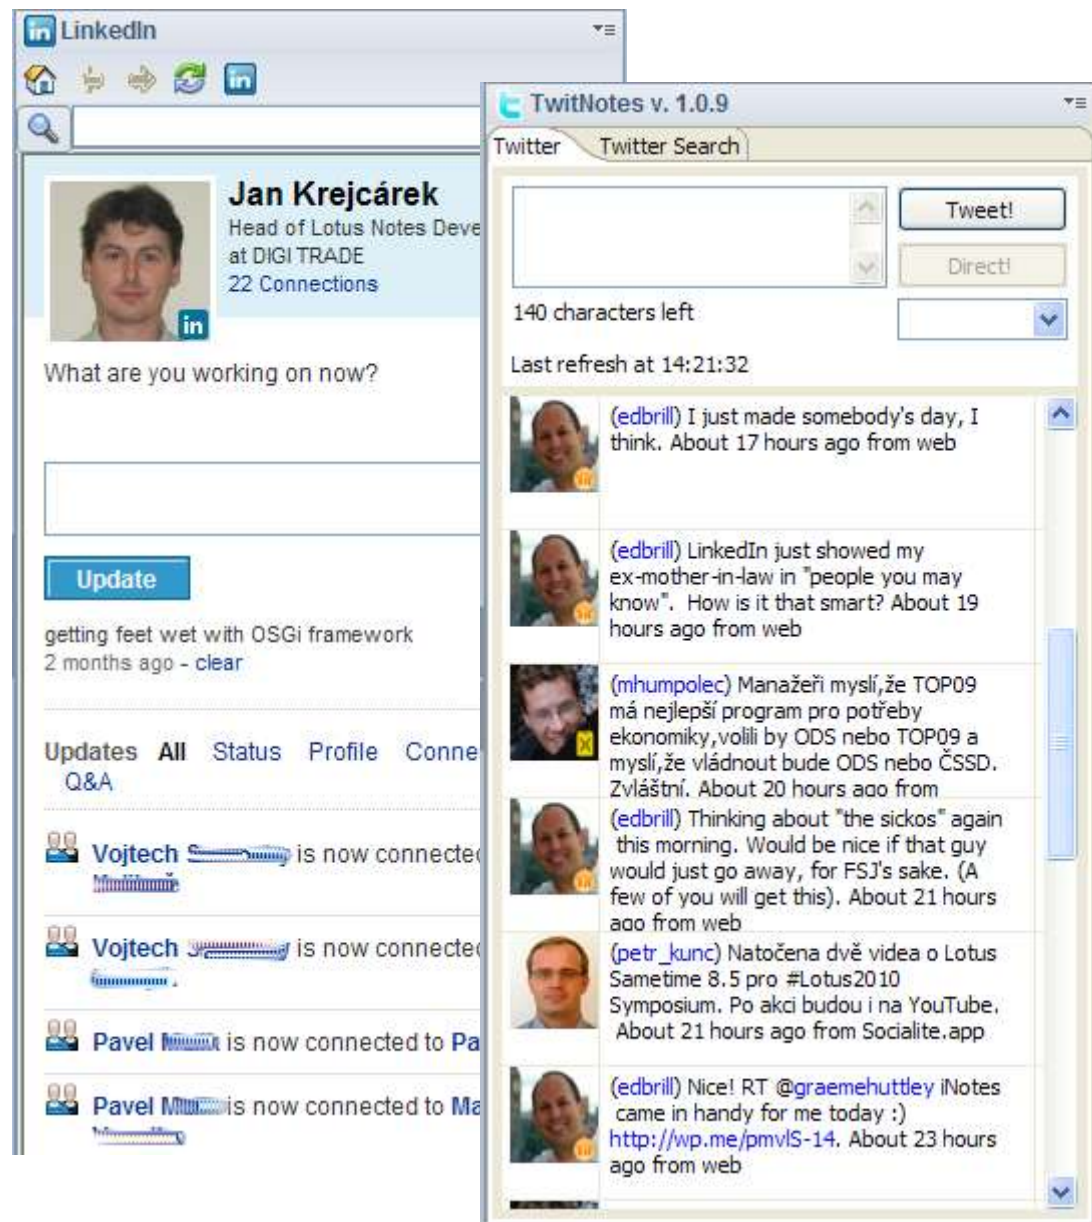 LinkedIn
Jan Krejcárek
Head of Lotus Notes Deve
at DIGI TRADE
22 Connections
What are you working on now?
Update
getting feet wet with OSGi framework
2 months ago - clear
Updates All Status Profile Conne
Q&A
Vojtech is now connected
Vojtech is now connected
Pavel is now connected to Pa
Pavel is now connected to Ma
TwitNotes v. 1.0.9
Twitter Twitter Search
Tweet!
Direct!
140 characters left
Last refresh at 14:21:32
(edbrill) I just made somebody's day, I
think. About 17 hours ago from web
(edbrill) LinkedIn just showed my
ex-mother-in-law in "people you may
know". How is it that smart? About 19
hours ago from web
(mhumpolec) Manažeři myslí,že TOP09
má nejlepší program pro potřeby
ekonomiky,volili by ODS nebo TOP09 a
myslí,že vládnout bude ODS nebo ČSSD.
Zvláštní. About 20 hours ago from
(edbrill) Thinking about "the sickos" again
this morning. Would be nice if that guy
would just go away, for FSJ's sake. (A
few of you will get this). About 21 hours
ago from web
(petr_kunc) Natočena dvě videa o Lotus
Sametime 8.5 pro #Lotus2010
Symposium. Po akci budou i na YouTube.
About 21 hours ago from Socialite.app
(edbrill) Nice! RT @graemehuttley iNotes
came in handy for me today :)
http://wp.me/pmvlS-14. About 23 hours
ago from web